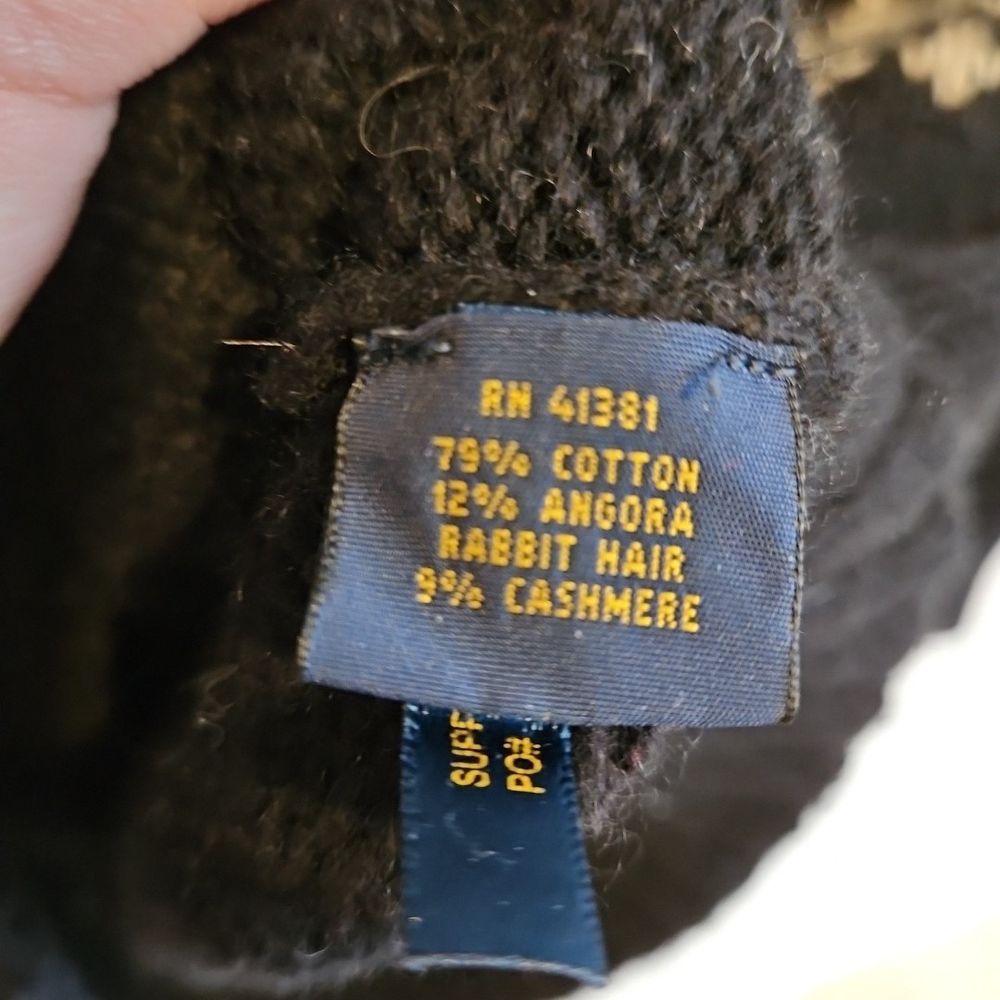 RN 41381
79% COTTON
12% ANGORA
RABBIT HAIR
9% CASHMERE
PO#